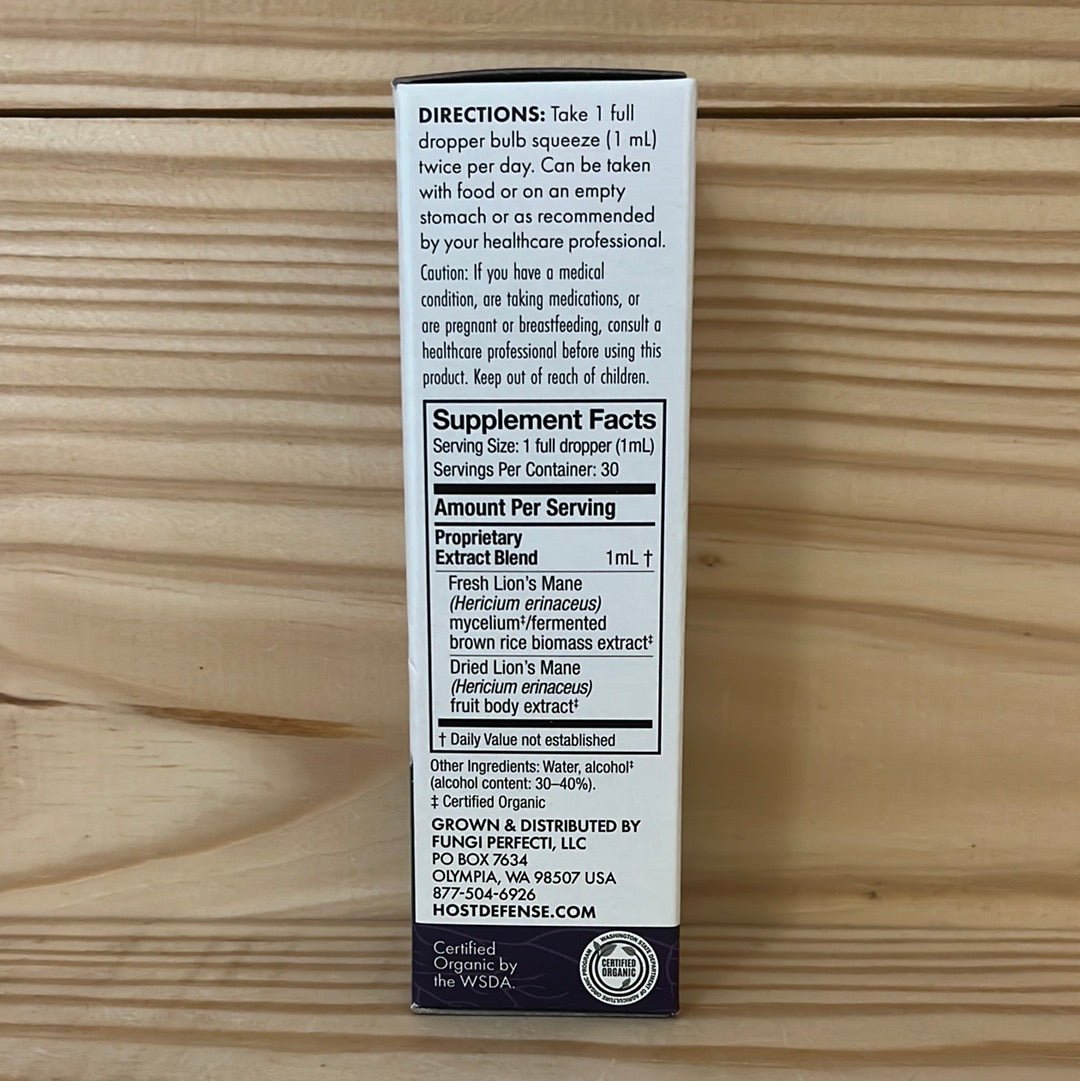 DIRECTIONS: Take 1 full
dropper bulb squeeze (1 mL)
twice per day. Can be taken
with food or on an empty
stomach or as recommended
by your healthcare professional.
Caution: If you have a medical
condition, are taking medications, or
are pregnant or breastfeeding, consult a
healthcare professional before using this
product. Keep out of reach of children.
Supplement Facts
Serving Size: 1 full dropper (1mL)
Servings Per Container: 30
Amount Per Serving
Proprietary
Extract Blend 1mL †
Fresh Lion's Mane
(Hericium erinaceus)
mycelium‡/fermented
brown rice biomass extract‡
Dried Lion's Mane
(Hericium erinaceus)
fruit body extract‡
† Daily Value not established
Other Ingredients: Water, alcohol‡
(alcohol content: 30–40%).
‡ Certified Organic
GROWN & DISTRIBUTED BY
FUNGI PERFECTI, LLC
PO BOX 7634
OLYMPIA, WA 98507 USA
877-504-6926
HOSTDEFENSE.COM
Certified
Organic by
the WSDA.
WASHINGTON STATE DEPARTMENT OF AGRICULTURE ORGANIC PROGRAM
CERTIFIED
ORGANIC